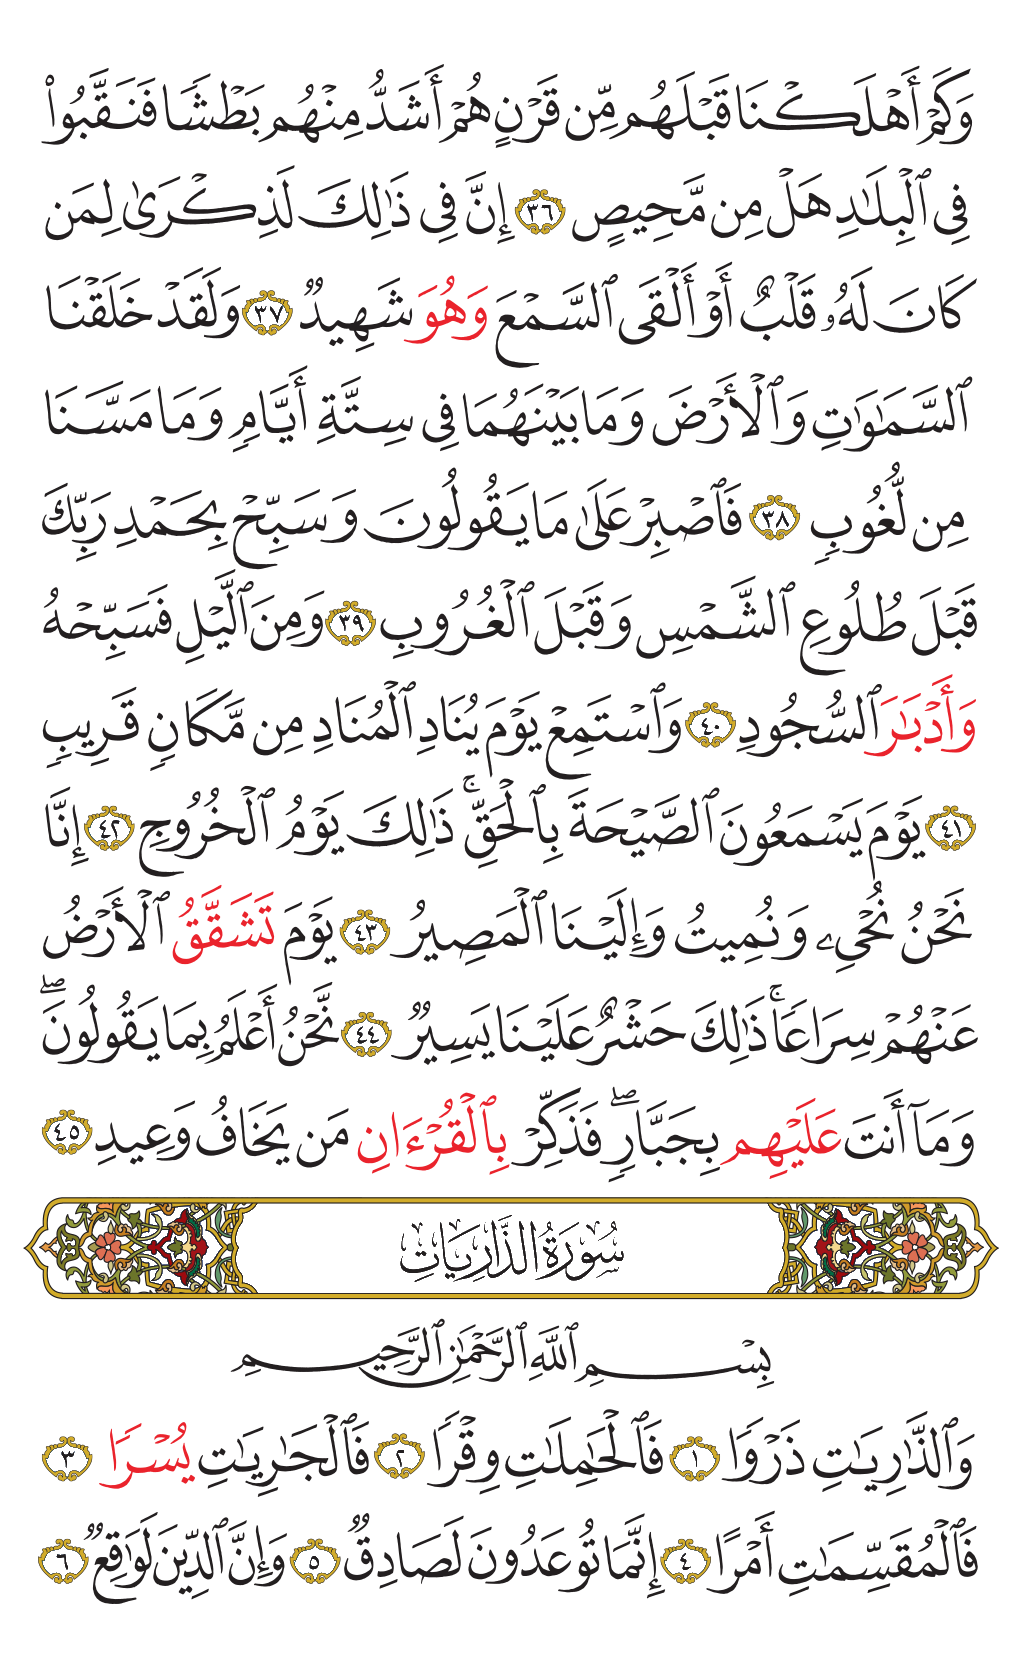 وَكَمْ أَهْلَكْنَا قَبْلَهُم مِّن قَرْنٍ هُمْ أَشَدُّ مِنْهُم بَطْشًا فَنَقَّبُوا۟
فِى ٱلْبِلَـٰدِ هَلْ مِن مَّحِيصٍ ٣٦ إِنَّ فِى ذَٰلِكَ لَذِكْرَىٰ لِمَن
كَانَ لَهُۥ قَلْبٌ أَوْ أَلْقَى ٱلسَّمْعَ وَهُوَ شَهِيدٌ ٣٧ وَلَقَدْ خَلَقْنَا
ٱلسَّمَـٰوَٰتِ وَٱلْأَرْضَ وَمَا بَيْنَهُمَا فِى سِتَّةِ أَيَّامٍ وَمَا مَسَّنَا
مِن لُّغُوبٍ ٣٨ فَٱصْبِرْ عَلَىٰ مَا يَقُولُونَ وَسَبِّحْ بِحَمْدِ رَبِّكَ
قَبْلَ طُلُوعِ ٱلشَّمْسِ وَقَبْلَ ٱلْغُرُوبِ ٣٩ وَمِنَ ٱلَّيْلِ فَسَبِّحْهُ
وَأَدْبَـٰرَ ٱلسُّجُودِ ٤٠ وَٱسْتَمِعْ يَوْمَ يُنَادِ ٱلْمُنَادِ مِن مَّكَانٍ قَرِيبٍ
٤١ يَوْمَ يَسْمَعُونَ ٱلصَّيْحَةَ بِٱلْحَقِّ ۚ ذَٰلِكَ يَوْمُ ٱلْخُرُوجِ ٤٢ إِنَّا
نَحْنُ نُحْىِۦ وَنُمِيتُ وَإِلَيْنَا ٱلْمَصِيرُ ٤٣ يَوْمَ تَشَقَّقُ ٱلْأَرْضُ
عَنْهُمْ سِرَاعًا ۚ ذَٰلِكَ حَشْرٌ عَلَيْنَا يَسِيرٌ ٤٤ نَّحْنُ أَعْلَمُ بِمَا يَقُولُونَ ۖ
وَمَآ أَنتَ عَلَيْهِم بِجَبَّارٍ ۖ فَذَكِّرْ بِٱلْقُرْءَانِ مَن يَخَافُ وَعِيدِ ٤٥
سُورَةُ الذَّارِيَاتِ
بِسْمِ ٱللَّهِ ٱلرَّحْمَـٰنِ ٱلرَّحِيمِ
وَٱلذَّٰرِيَـٰتِ ذَرْوًا ١ فَٱلْحَـٰمِلَـٰتِ وِقْرًا ٢ فَٱلْجَـٰرِيَـٰتِ يُسْرًا ٣
فَٱلْمُقَسِّمَـٰتِ أَمْرًا ٤ إِنَّمَا تُوعَدُونَ لَصَادِقٌ ٥ وَإِنَّ ٱلدِّينَ لَوَٰقِعٌ ٦